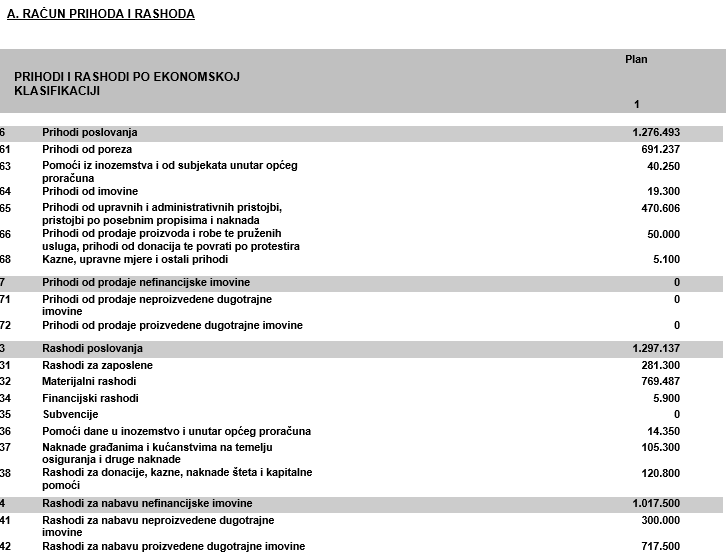 A. RAČUN PRIHODA I RASHODA
Plan
PRIHODI I RASHODI PO EKONOMSKOJ
KLASIFIKACIJI
1
6 Prihodi poslovanja 1.276.493
61 Prihodi od poreza 691.237
63 Pomoći iz inozemstva i od subjekata unutar općeg 40.250
proračuna
64 Prihodi od imovine 19.300
65 Prihodi od upravnih i administrativnih pristojbi, 470.606
pristojbi po posebnim propisima i naknada
66 Prihodi od prodaje proizvoda i robe te pruženih 50.000
usluga, prihodi od donacija te povrati po protestira
68 Kazne, upravne mjere i ostali prihodi 5.100
7 Prihodi od prodaje nefinancijske imovine 0
71 Prihodi od prodaje neproizvedene dugotrajne 0
imovine
72 Prihodi od prodaje proizvedene dugotrajne imovine 0
3 Rashodi poslovanja 1.297.137
31 Rashodi za zaposlene 281.300
32 Materijalni rashodi 769.487
34 Financijski rashodi 5.900
35 Subvencije 0
36 Pomoći dane u inozemstvo i unutar općeg proračuna 14.350
37 Naknade građanima i kućanstvima na temelju 105.300
osiguranja i druge naknade
38 Rashodi za donacije, kazne, naknade šteta i kapitalne 120.800
pomoći
4 Rashodi za nabavu nefinancijske imovine 1.017.500
41 Rashodi za nabavu neproizvedene dugotrajne 300.000
imovine
42 Rashodi za nabavu proizvedene dugotrajne imovine 717.500